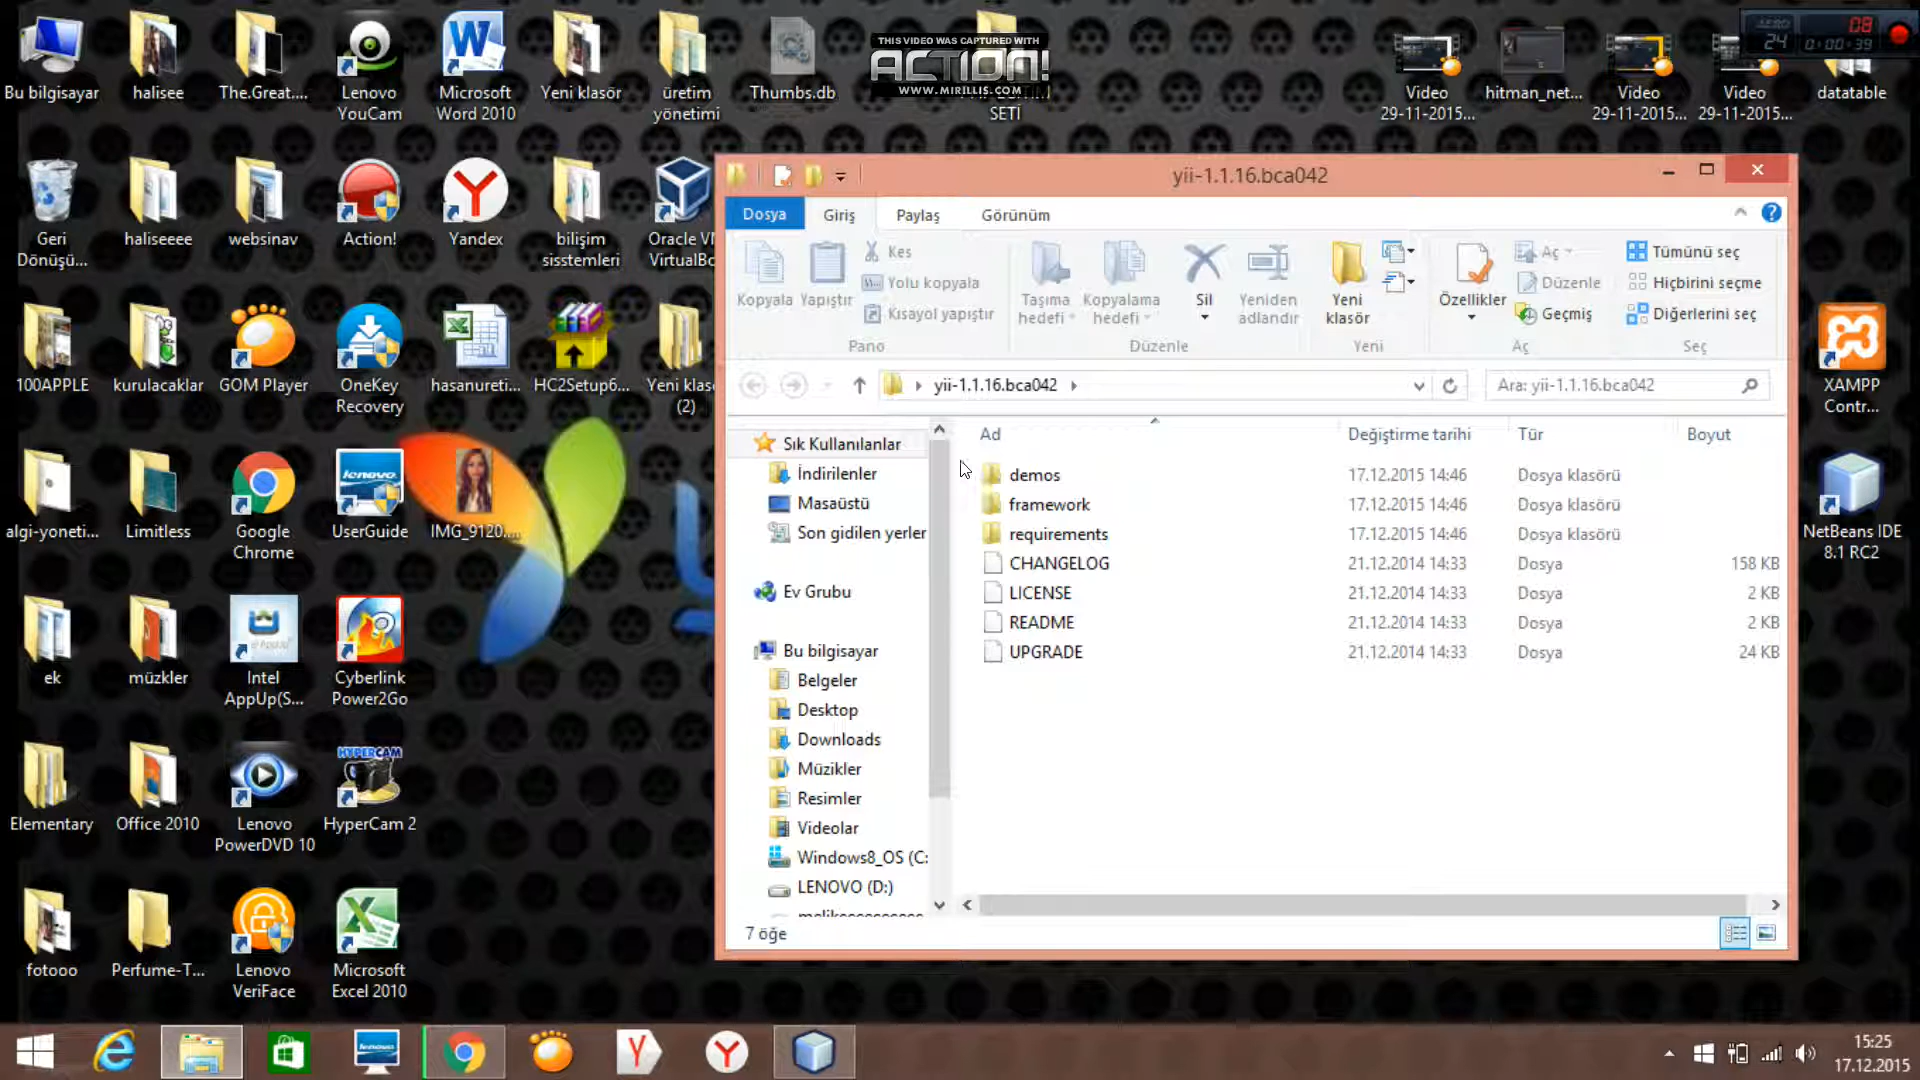 Bu bilgisayar
halisee
The.Great....
Lenovo
YouCam
Microsoft
Word 2010
Yeni klasör
üretim
yönetimi
Thumbs.db
THIS VIDEO WAS CAPTURED WITH
ACTION!
WWW.MIRILLIS.COM
SETİ
Video
29-11-2015...
hitman_net...
Video
29-11-2015...
Video
29-11-2015...
datatable
24
08
0:00:39
Geri
Dönüşü...
haliseeee
websinav
Action!
Yandex
bilişim
sisstemleri
Oracle VM
VirtualBo
100APPLE
kurulacaklar
GOM Player
OneKey
Recovery
hasanureti...
HC2Setup6...
Yeni klas
(2)
algi-yoneti...
Limitless
Google
Chrome
UserGuide
IMG_9120....
ek
müzkler
Intel
AppUp(S...
Cyberlink
Power2Go
Elementary
Office 2010
Lenovo
PowerDVD 10
HYPERCAM
HyperCam 2
fotooo
Perfume-T...
Lenovo
VeriFace
Microsoft
Excel 2010
XAMPP
Contr...
NetBeans IDE
8.1 RC2
yii-1.1.16.bca042
Dosya
Giriş
Paylaş
Görünüm
Kopyala
Yapıştır
Kes
Yolu kopyala
Kısayol yapıştır
Pano
Taşıma
hedefi
Kopyalama
hedefi
Sil
Yeniden
adlandır
Düzenle
Yeni
klasör
Yeni
Özellikler
Aç
Düzenle
Geçmiş
Aç
Tümünü seç
Hiçbirini seçme
Diğerlerini seç
Seç
yii-1.1.16.bca042
Ara: yii-1.1.16.bca042
Sık Kullanılanlar
İndirilenler
Masaüstü
Son gidilen yerler
Ev Grubu
Bu bilgisayar
Belgeler
Desktop
Downloads
Müzikler
Resimler
Videolar
Windows8_OS (C:
LENOVO (D:)
Ad
Değiştirme tarihi
Tür
Boyut
demos 17.12.2015 14:46 Dosya klasörü
framework 17.12.2015 14:46 Dosya klasörü
requirements 17.12.2015 14:46 Dosya klasörü
CHANGELOG 21.12.2014 14:33 Dosya 158 KB
LICENSE 21.12.2014 14:33 Dosya 2 KB
README 21.12.2014 14:33 Dosya 2 KB
UPGRADE 21.12.2014 14:33 Dosya 24 KB
7 öğe
15:25
17.12.2015